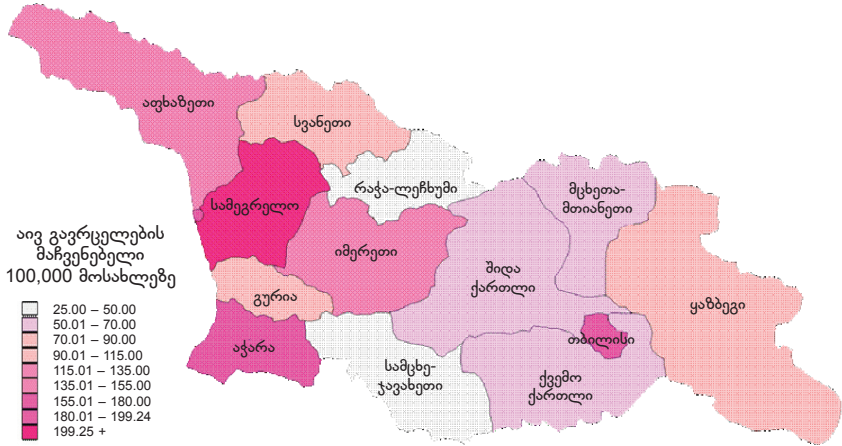 აფხაზეთი
სვანეთი
რაჭა-ლეჩხუმი
მცხეთა-
მთიანეთი
სამეგრელო
იმერეთი
შიდა
ქართლი
ყაზბეგი
გურია
აჭარა
თბილისი
სამცხე-
ჯავახეთი
ქვემო
ქართლი
აივ გავრცელების
მაჩვენებელი
100,000 მოსახლეზე
25.00 – 50.00
50.01 – 70.00
70.01 – 90.00
90.01 – 115.00
115.01 – 135.00
135.01 – 155.00
155.01 – 180.00
180.01 – 199.24
199.25 +